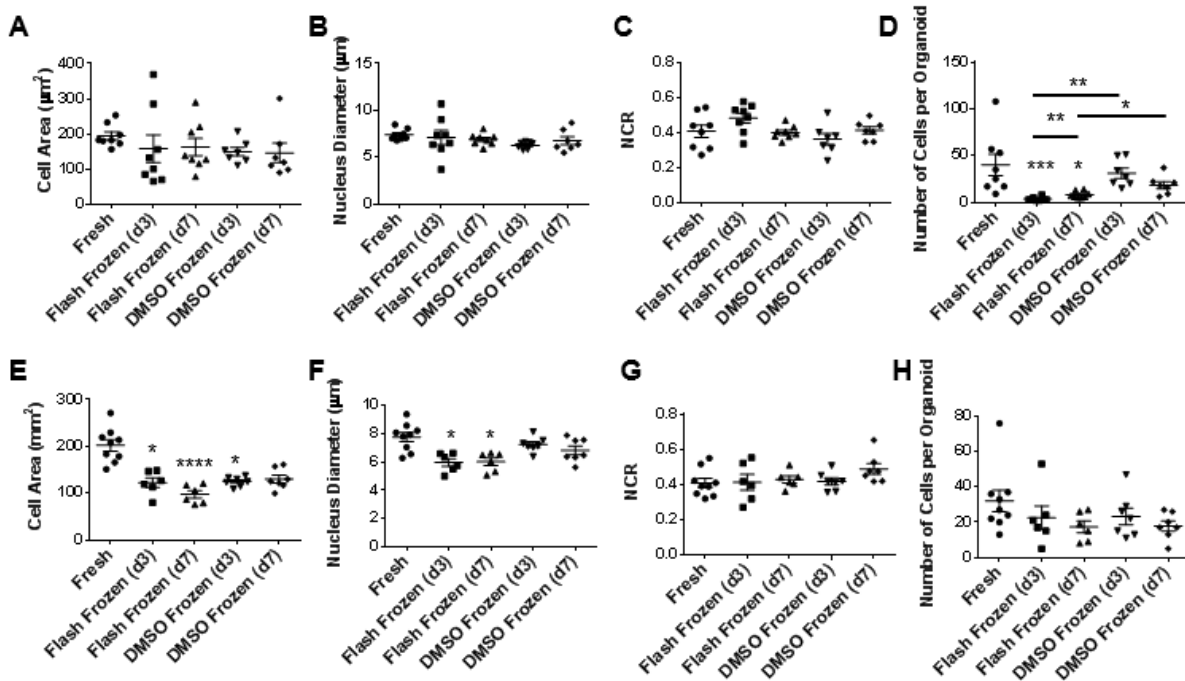 A
Cell Area (µm²)
400
300
200
100
0
Fresh
Flash Frozen (d3)
Flash Frozen (d7)
DMSO Frozen (d3)
DMSO Frozen (d7)
B
Nucleus Diameter (µm)
15
10
5
0
Fresh
Flash Frozen (d3)
Flash Frozen (d7)
DMSO Frozen (d3)
DMSO Frozen (d7)
C
NCR
0.8
0.6
0.4
0.2
0.0
Fresh
Flash Frozen (d3)
Flash Frozen (d7)
DMSO Frozen (d3)
DMSO Frozen (d7)
D
Number of Cells per Organoid
150
100
50
0
**
*
**
*** *
Fresh
Flash Frozen (d3)
Flash Frozen (d7)
DMSO Frozen (d3)
DMSO Frozen (d7)
E
Cell Area (mm²)
300
200
100
0
* **** *
Fresh
Flash Frozen (d3)
Flash Frozen (d7)
DMSO Frozen (d3)
DMSO Frozen (d7)
F
Nucleus Diameter (µm)
10
8
6
4
2
0
* *
Fresh
Flash Frozen (d3)
Flash Frozen (d7)
DMSO Frozen (d3)
DMSO Frozen (d7)
G
NCR
0.8
0.6
0.4
0.2
0.0
Fresh
Flash Frozen (d3)
Flash Frozen (d7)
DMSO Frozen (d3)
DMSO Frozen (d7)
H
Number of Cells per Organoid
80
60
40
20
0
Fresh
Flash Frozen (d3)
Flash Frozen (d7)
DMSO Frozen (d3)
DMSO Frozen (d7)